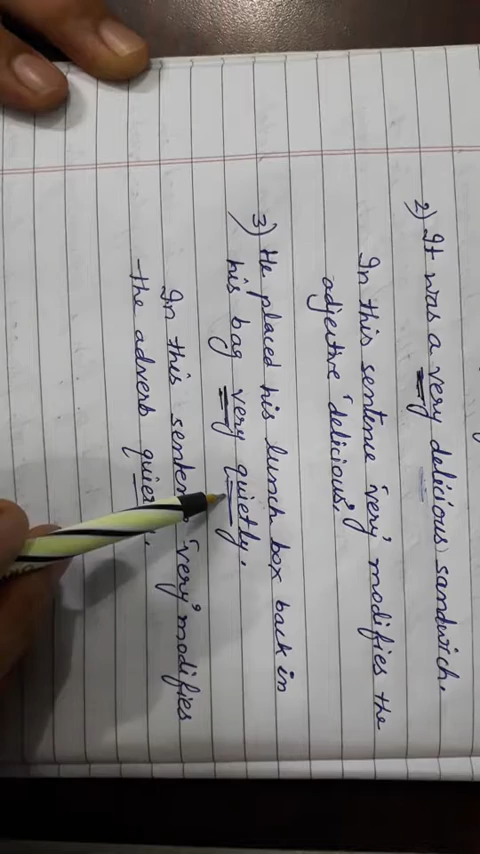 2) It was a very delicious sandwich.
In this sentence 'very' modifies the
adjective 'delicious'.
3) He placed his lunch box back in
his bag very quietly.
In this 'very' modifies
the adverb